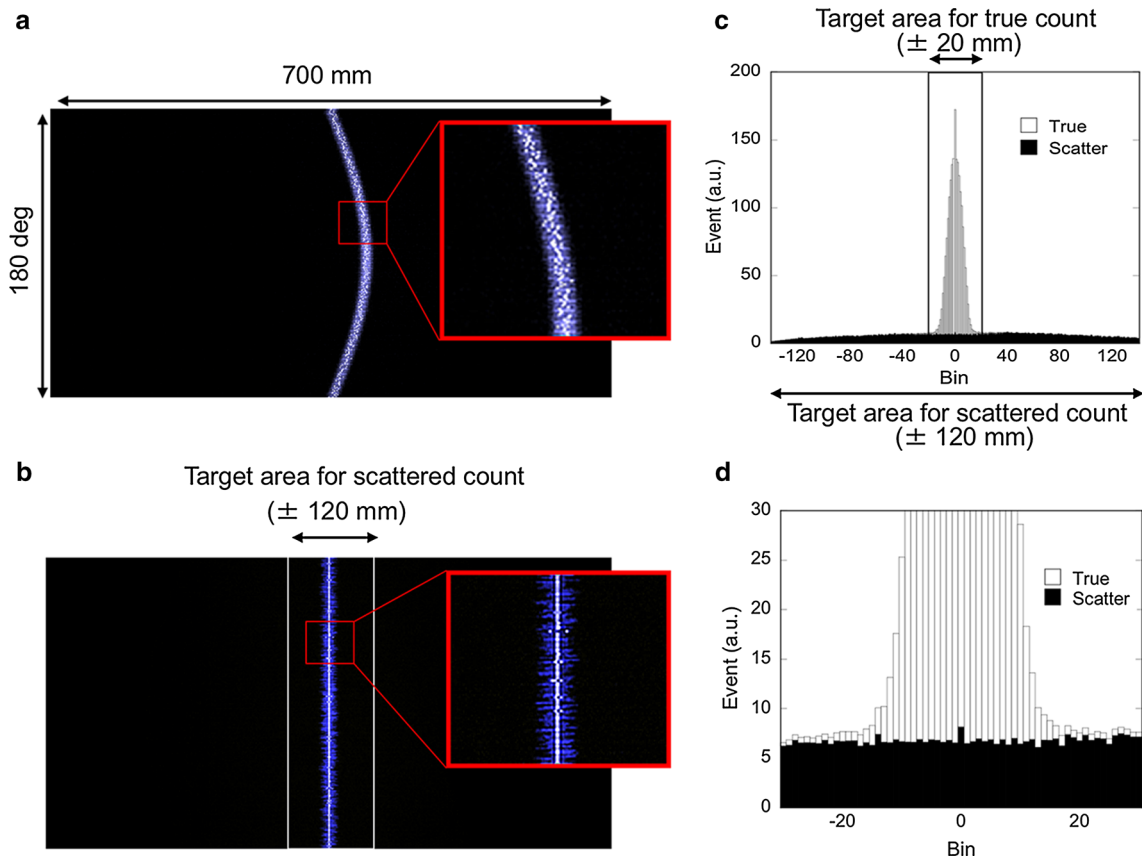 a
700 mm
180 deg
b
Target area for scattered count
(± 120 mm)
c
Target area for true count
(± 20 mm)
200
150
100
50
0
Event (a.u.)
True
Scatter
-120 -80 -40 0 40 80 120
Bin
Target area for scattered count
(± 120 mm)
d
30
25
20
15
10
5
0
Event (a.u.)
True
Scatter
-20 0 20
Bin